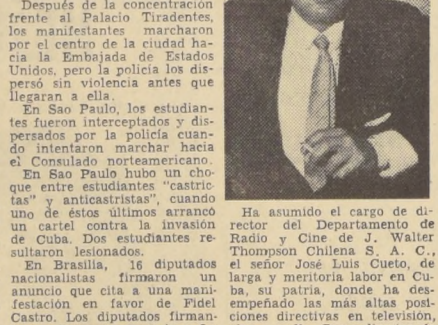 Después de la concentración
frente al Palacio Tiradentes,
los manifestantes marcharon
por el centro de la ciudad ha-
cia la Embajada de Estados
Unidos, pero la policía los dis-
persó sin violencia antes que
llegaran a ella.
En Sao Paulo, los estudian-
tes fueron interceptados y dis-
persados por la policía cuan-
do intentaron marchar hacia
el Consulado norteamericano.
En Sao Paulo hubo un cho-
que entre estudiantes "castris-
tas" y anticastristas", cuando
uno de éstos últimos arrancó
un cartel contra la invasión
de Cuba. Dos estudiantes re-
sultaron lesionados.
En Brasilia, 16 diputados
nacionalistas firmaron un
anuncio que cita a una mani-
festación en favor de Fidel
Castro. Los diputados firman-
Ha asumido el cargo de di-
rector del Departamento de
Radio y Cine de J. Walter
Thompson Chilena S. A. C.,
el señor José Luis Cueto, de
larga y meritoria labor en Cu-
ba, su patria, donde ha des-
empeñado las más altas posi-
ciones directivas en televisión,